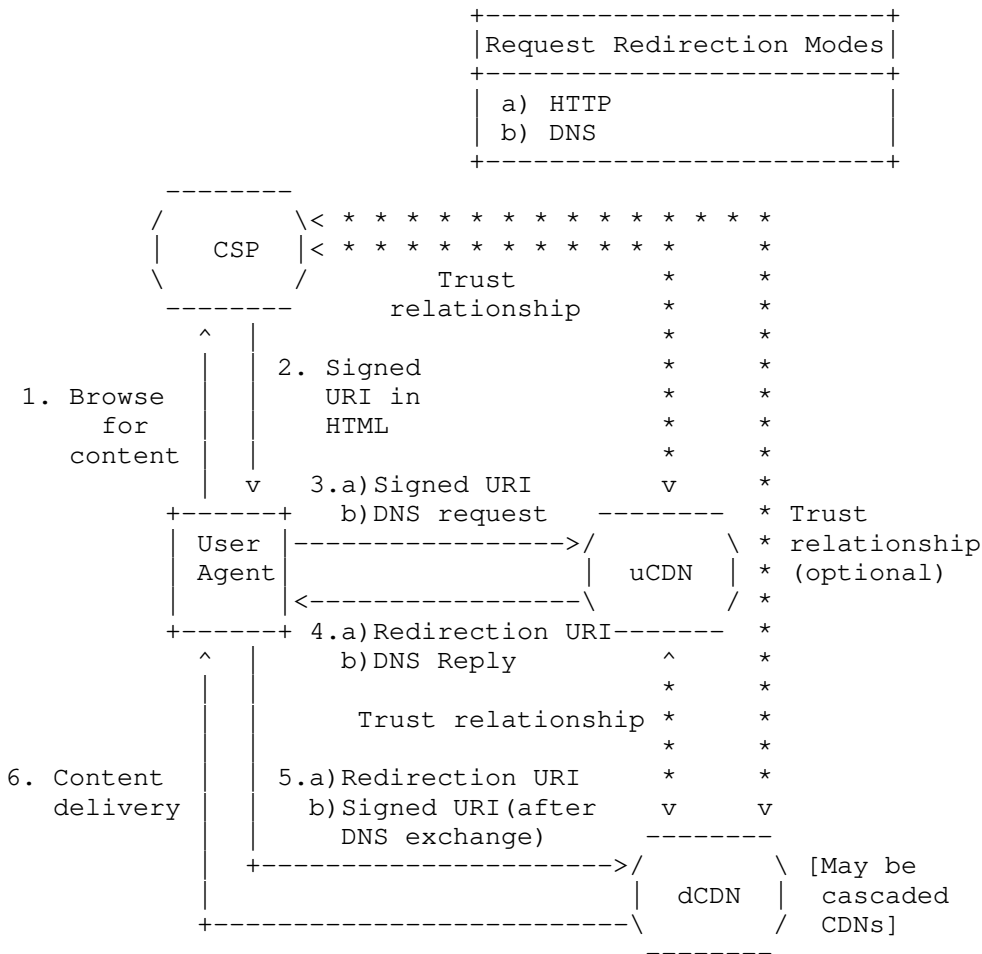 Request Redirection Modes
a) HTTP
b) DNS
CSP
Trust
relationship
2. Signed
URI in
HTML
1. Browse
for
content
3.a)Signed URI
b)DNS request
Trust
relationship
(optional)
User
Agent
uCDN
4.a)Redirection URI
b)DNS Reply
Trust relationship
6. Content
delivery
5.a)Redirection URI
b)Signed URI(after
DNS exchange)
dCDN
[May be
cascaded
CDNs]